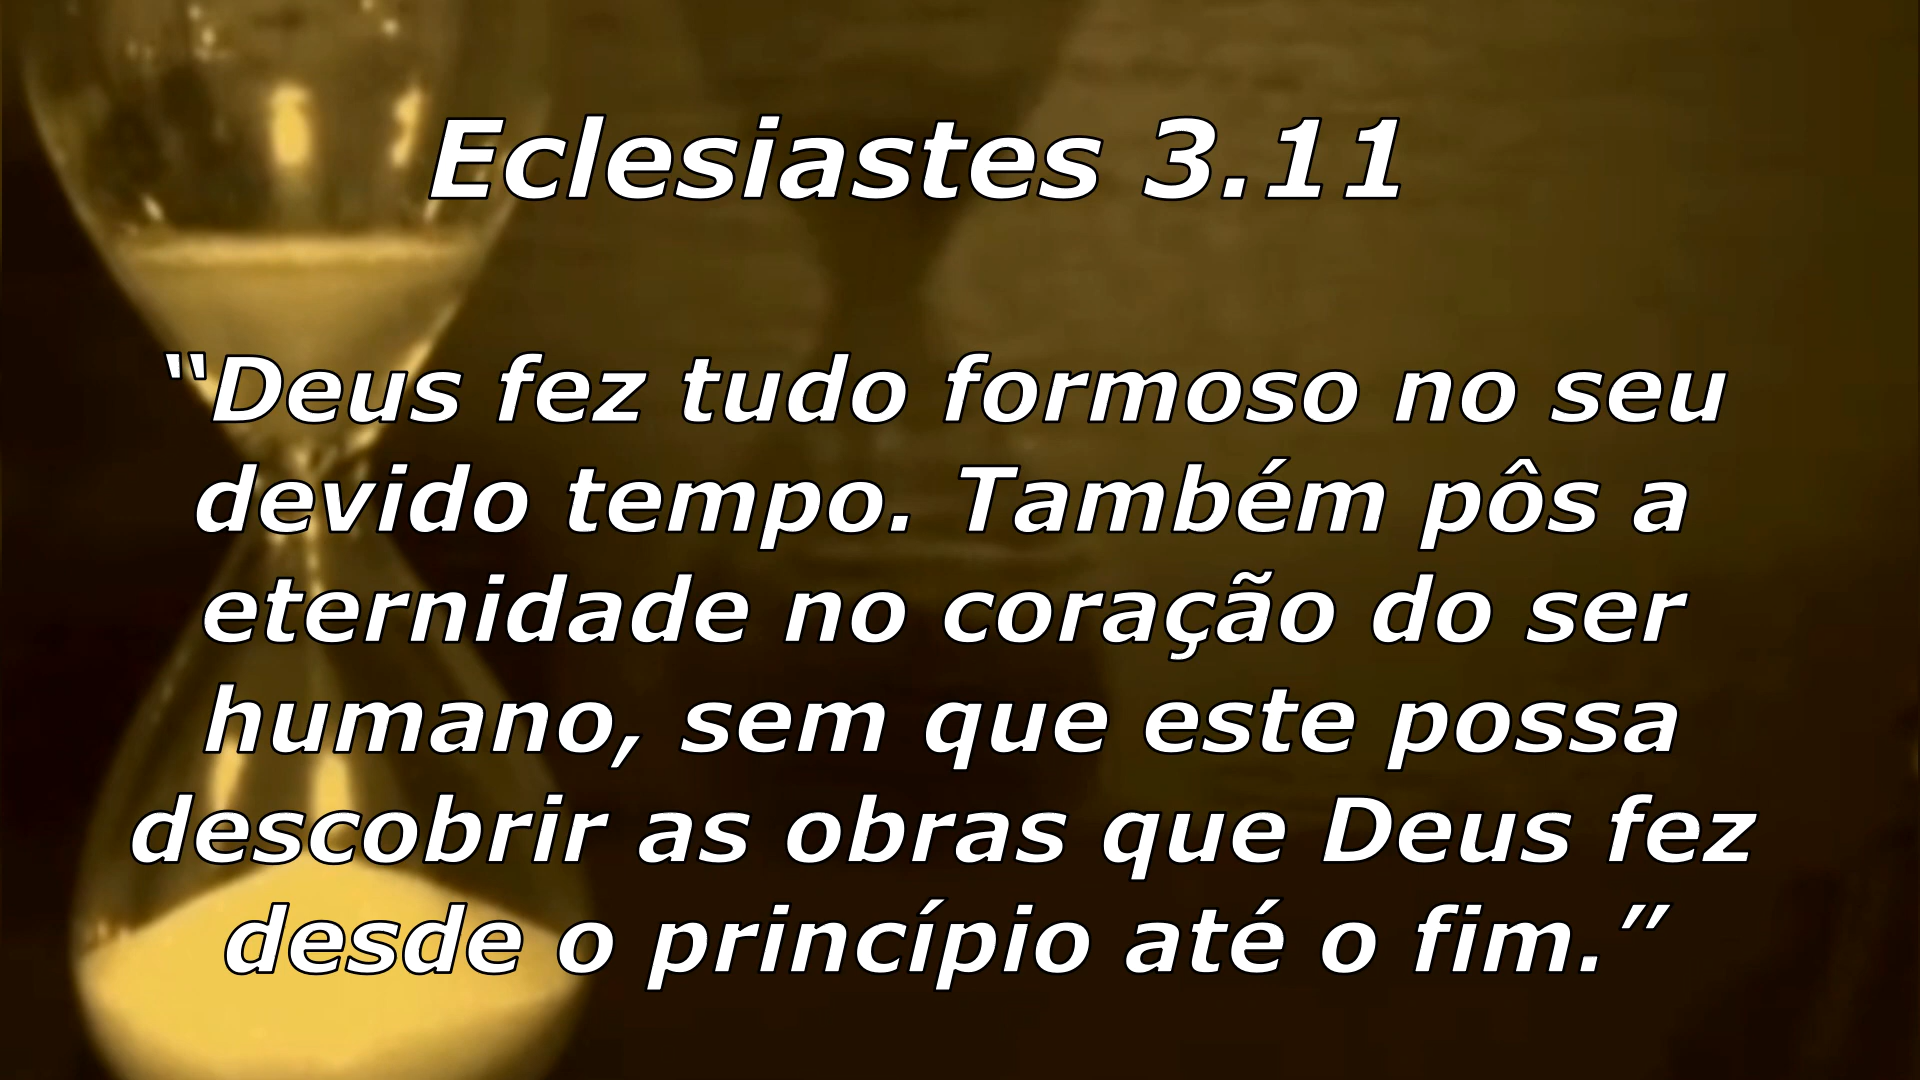 Eclesiastes 3.11
“Deus fez tudo formoso no seu
devido tempo. Também pôs a
eternidade no coração do ser
humano, sem que este possa
descobrir as obras que Deus fez
desde o princípio até o fim.”